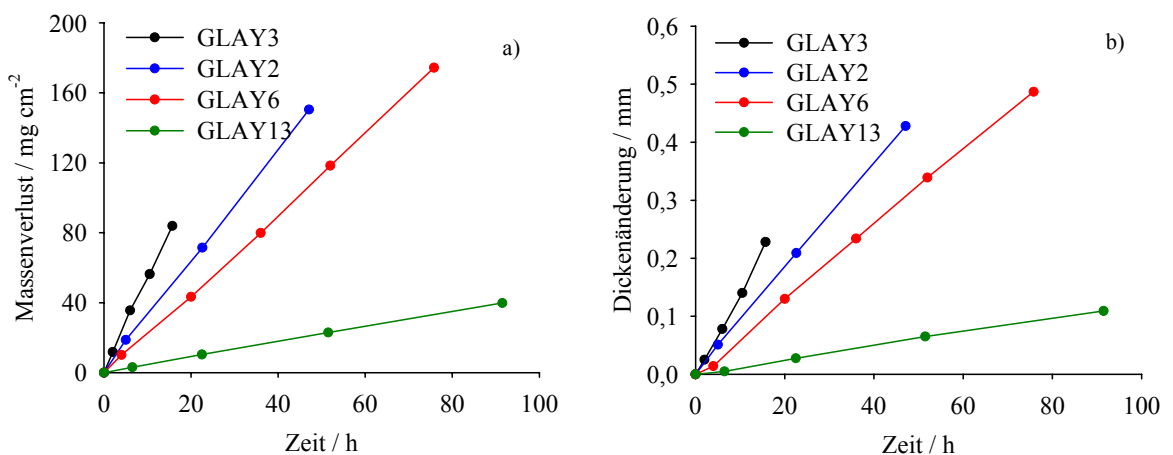 a)
GLAY3
GLAY2
GLAY6
GLAY13
200
160
120
80
40
0
Massenverlust / mg cm-2
0 20 40 60 80 100
Zeit / h
b)
GLAY3
GLAY2
GLAY6
GLAY13
0,6
0,5
0,4
0,3
0,2
0,1
0,0
Dickenänderung / mm
0 20 40 60 80 100
Zeit / h